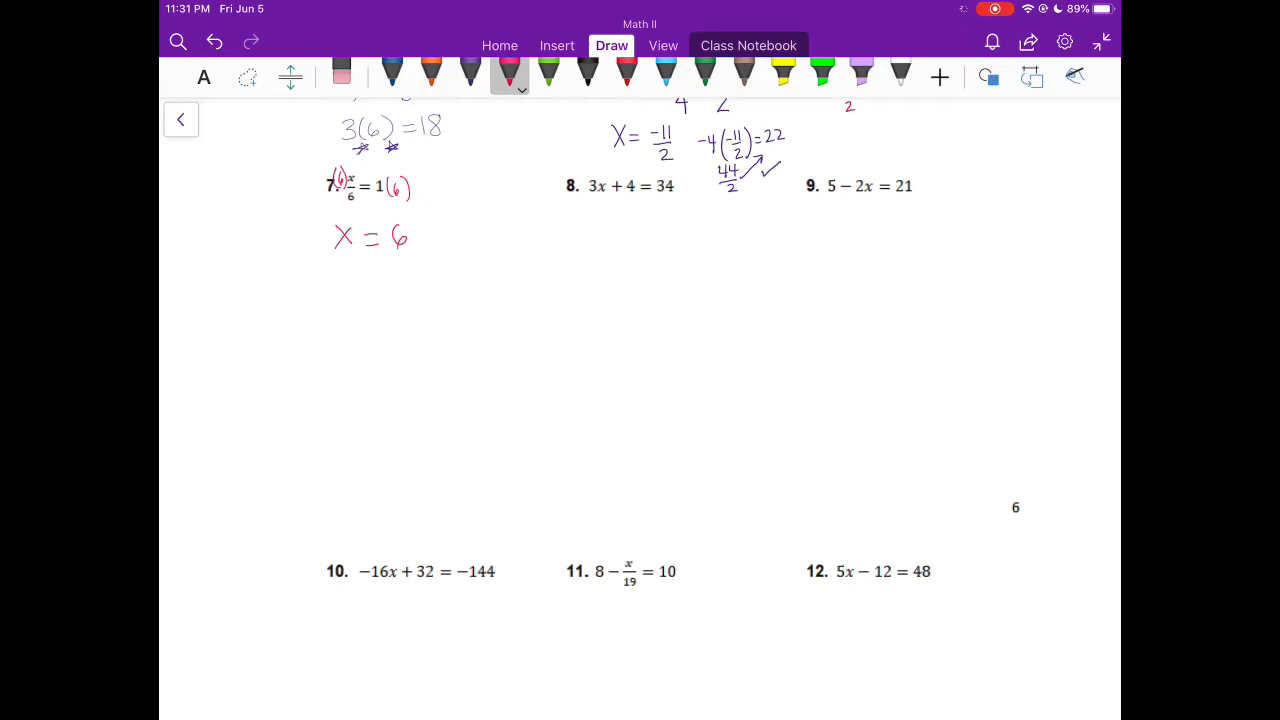 11:31 PM Fri Jun 5
89%
Math II
Home Insert Draw View Class Notebook
A
4 2
2
3(6) = 18
X = -11/2
-4(-11/2) = 22
44/2 ✓
7. (6) x/6 = 1 (6)
8. 3x + 4 = 34
9. 5 − 2x = 21
X = 6
6
10. −16x + 32 = −144
11. 8 − x/19 = 10
12. 5x − 12 = 48